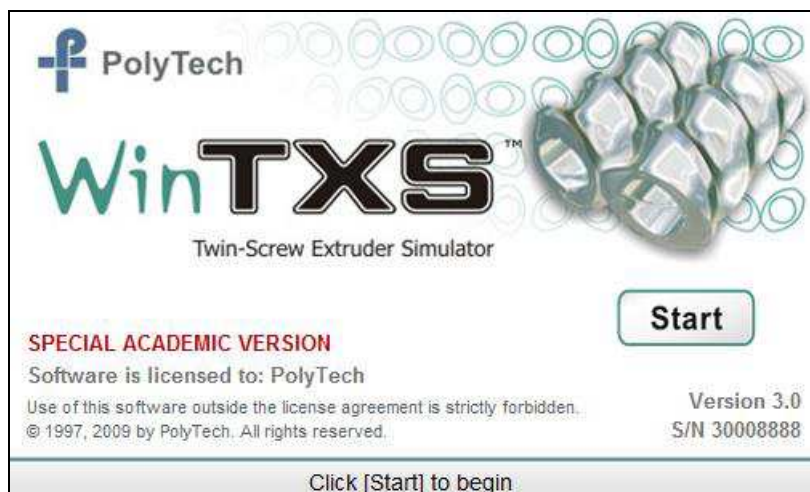 PolyTech
WinTXS™
Twin-Screw Extruder Simulator
Start
SPECIAL ACADEMIC VERSION
Software is licensed to: PolyTech
Use of this software outside the license agreement is strictly forbidden.
Version 3.0
© 1997, 2009 by PolyTech. All rights reserved.
S/N 30008888
Click [Start] to begin